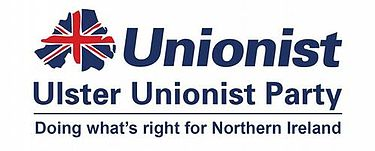 Unionist
Ulster Unionist Party
Doing what's right for Northern Ireland